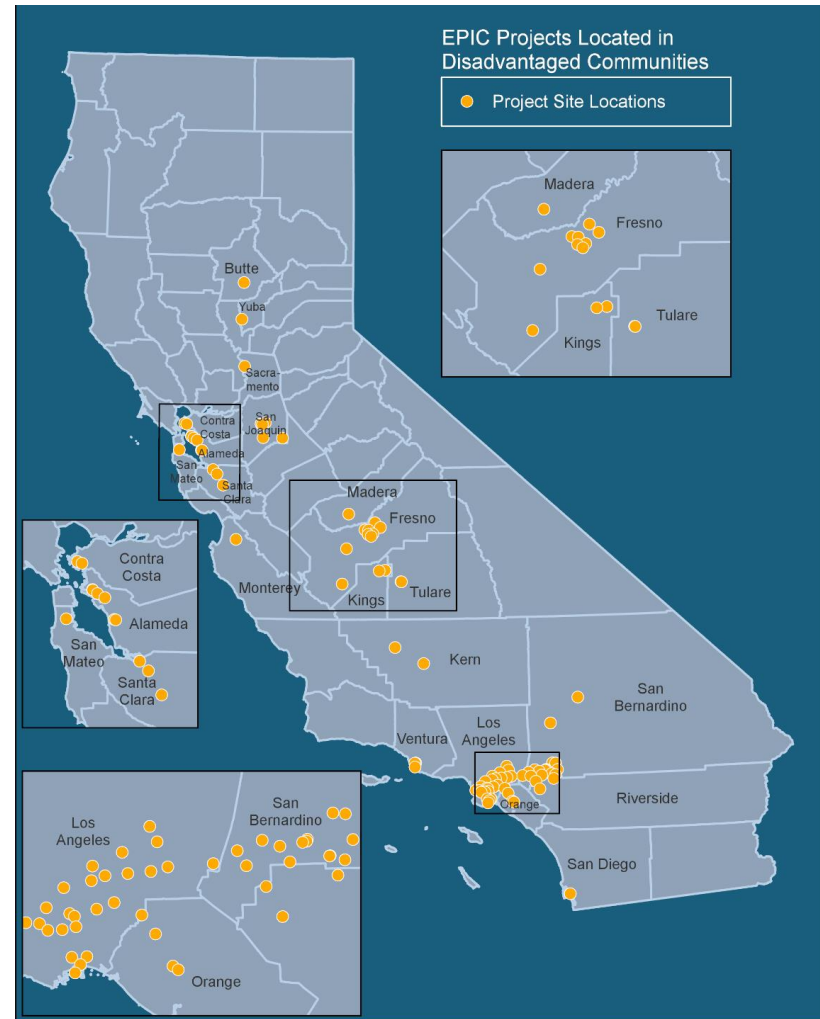 EPIC Projects Located in
Disadvantaged Communities
Project Site Locations
Madera
Fresno
Tulare
Kings
Butte
Yuba
Sacra-
mento
Contra
Costa
San
Joaquin
Alameda
San
Mateo
Santa
Clara
Madera
Fresno
Monterey
Kings
Tulare
Contra
Costa
Alameda
San
Mateo
Santa
Clara
Kern
San
Bernardino
Ventura
Los
Angeles
Orange
Riverside
San Diego
Los
Angeles
San
Bernardino
Orange